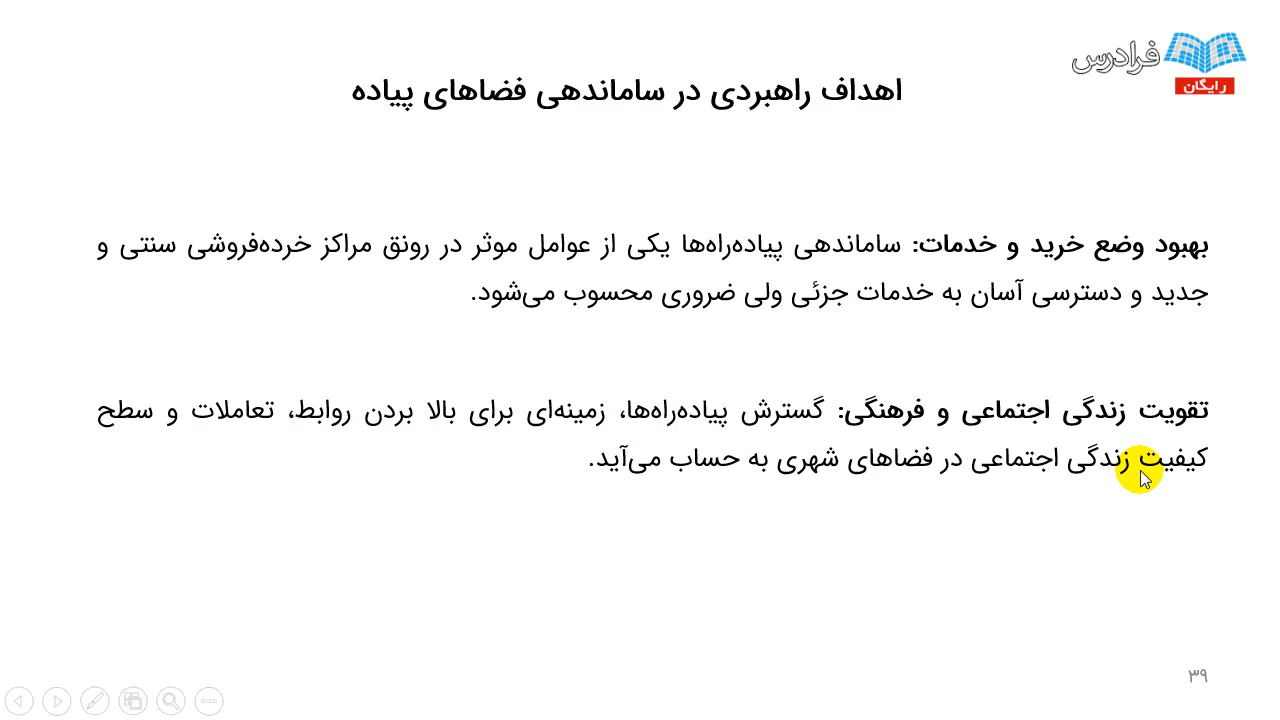 فرادرس
رایگان
اهداف راهبردی در ساماندهی فضاهای پیاده
بهبود وضع خرید و خدمات: ساماندهی پیاده‌راه‌ها یکی از عوامل موثر در رونق مراکز خرده‌فروشی سنتی و
جدید و دسترسی آسان به خدمات جزئی ولی ضروری محسوب می‌شود.
تقویت زندگی اجتماعی و فرهنگی: گسترش پیاده‌راه‌ها، زمینه‌ای برای بالا بردن روابط، تعاملات و سطح
کیفیت زندگی اجتماعی در فضاهای شهری به حساب می‌آید.
۳۹